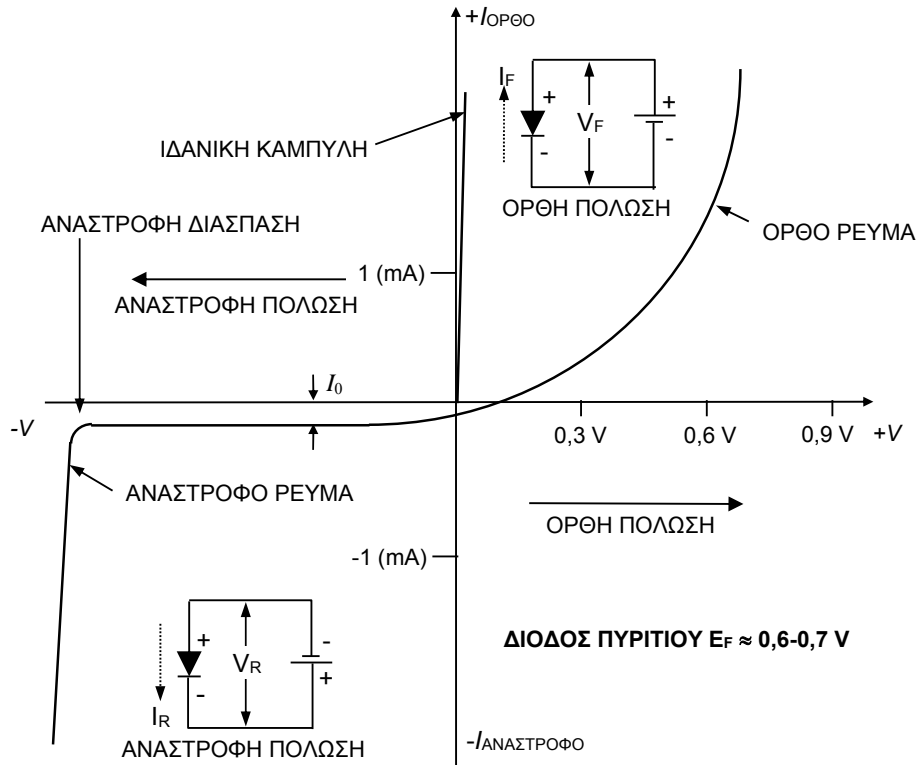 +IΟΡΘΟ
IF
+
+
VF
-
-
ΟΡΘΗ ΠΟΛΩΣΗ
ΙΔΑΝΙΚΗ ΚΑΜΠΥΛΗ
ΑΝΑΣΤΡΟΦΗ ΔΙΑΣΠΑΣΗ
ΟΡΘΟ ΡΕΥΜΑ
1 (mA)
ΑΝΑΣΤΡΟΦΗ ΠΟΛΩΣΗ
I0
-V
0,3 V
0,6 V
0,9 V
+V
ΑΝΑΣΤΡΟΦΟ ΡΕΥΜΑ
ΟΡΘΗ ΠΟΛΩΣΗ
-1 (mA)
ΔΙΟΔΟΣ ΠΥΡΙΤΙΟΥ EF ≈ 0,6-0,7 V
+
-
VR
-
+
IR
ΑΝΑΣΤΡΟΦΗ ΠΟΛΩΣΗ
-IΑΝΑΣΤΡΟΦΟ